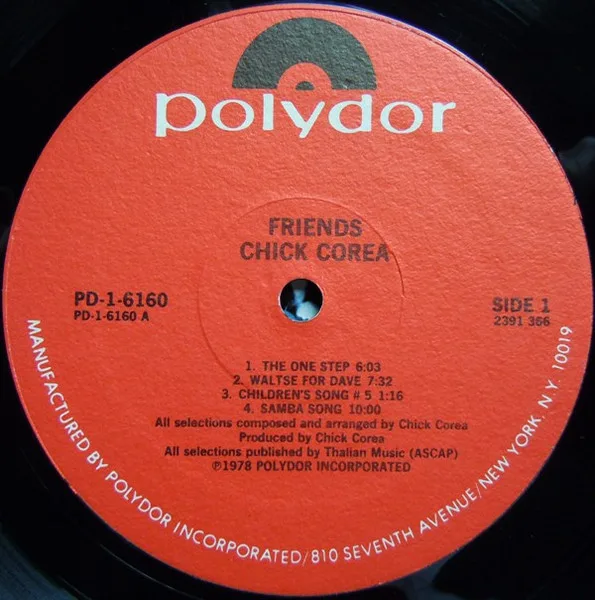 polydor
FRIENDS
CHICK COREA
PD-1-6160
PD-1-6160 A
SIDE 1
2391 366
1. THE ONE STEP 6:03
2. WALTSE FOR DAVE 7:32
3. CHILDREN'S SONG # 5 1:16
4. SAMBA SONG 10:00
All selections composed and arranged by Chick Corea
Produced by Chick Corea
All selections published by Thalian Music (ASCAP)
℗1978 POLYDOR INCORPORATED
MANUFACTURED BY POLYDOR INCORPORATED/810 SEVENTH AVENUE/NEW YORK, N.Y. 10019